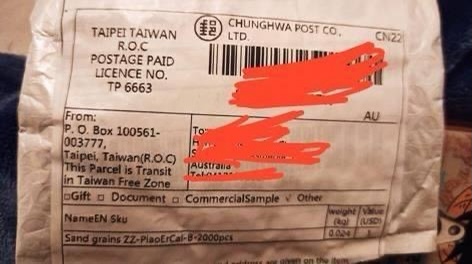 TAIPEI TAIWAN
R.O.C
POSTAGE PAID
LICENCE NO.
TP 6663
CHUNGHWA POST CO.,
LTD.
CN22
AU
From:
P. O. Box 100561-
003777,
Taipei, Taiwan(R.O.C)
This Parcel is Transit
in Taiwan Free Zone
To:
Australia
□Gift □ Document □ CommercialSample √ Other
NameEN Sku
Weight (kg)
Value (USD)
Sand grains ZZ-PiaoErCai-B-2000pcs
0.024